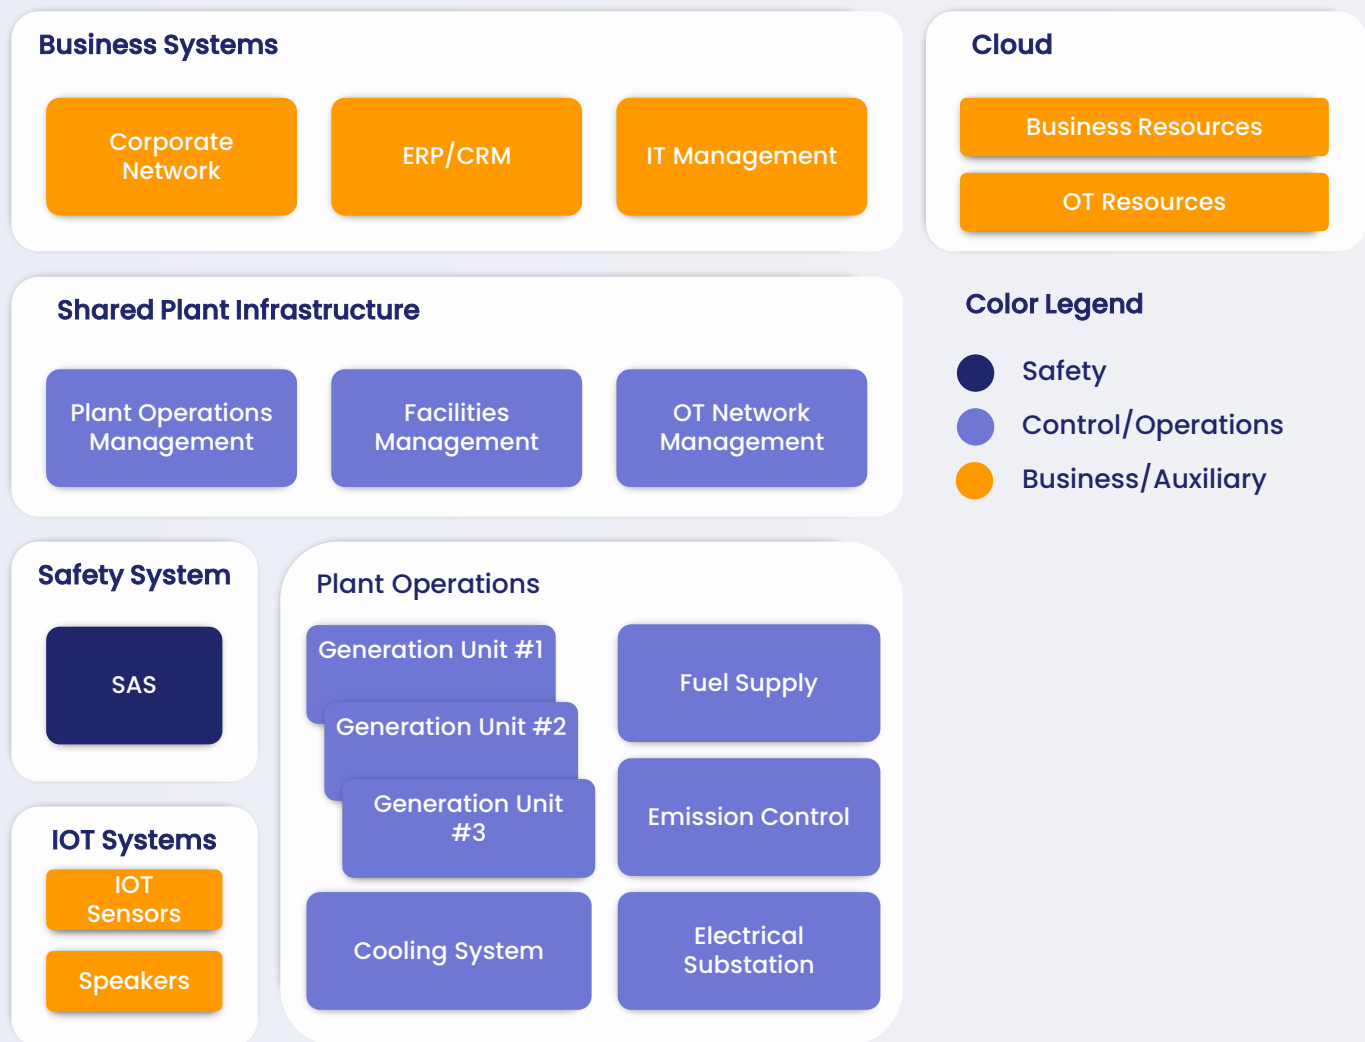 Business Systems
Corporate
Network
ERP/CRM
IT Management
Cloud
Business Resources
OT Resources
Shared Plant Infrastructure
Plant Operations
Management
Facilities
Management
OT Network
Management
Color Legend
Safety
Control/Operations
Business/Auxiliary
Safety System
SAS
IOT Systems
IOT
Sensors
Speakers
Plant Operations
Generation Unit #1
Generation Unit #2
Generation Unit
#3
Cooling System
Fuel Supply
Emission Control
Electrical
Substation